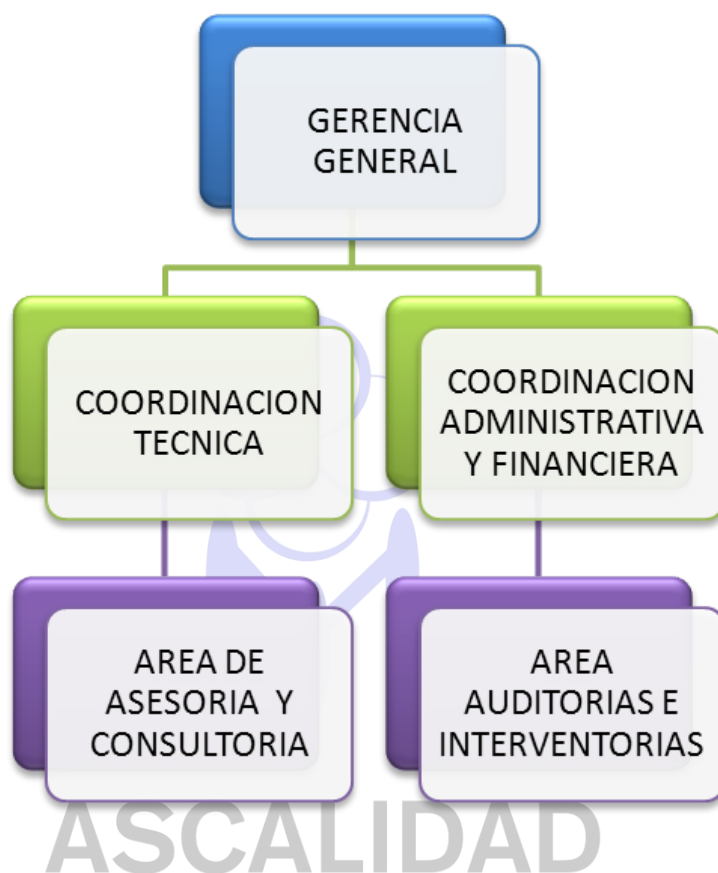 GERENCIA
GENERAL
COORDINACION
TECNICA
COORDINACION
ADMINISTRATIVA
Y FINANCIERA
AREA DE
ASESORIA Y
CONSULTORIA
AREA
AUDITORIAS E
INTERVENTORIAS
ASCALIDAD